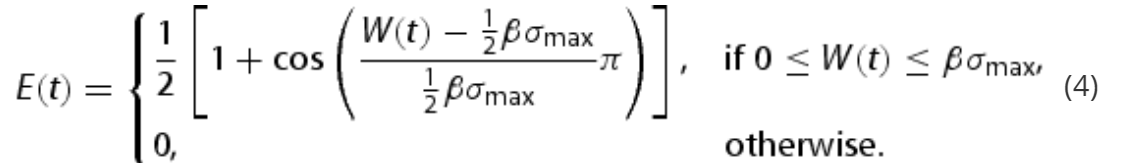 E(t) = { 1/2 [ 1 + cos ( (W(t) − 1/2 βσ_max) / (1/2 βσ_max) π ) ], if 0 ≤ W(t) ≤ βσ_max,
0, otherwise. (4)